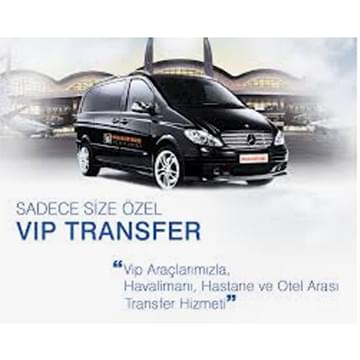 SADECE SİZE ÖZEL
VIP TRANSFER
“Vip Araçlarımızla,
Havalimanı, Hastane ve Otel Arası
Transfer Hizmeti”